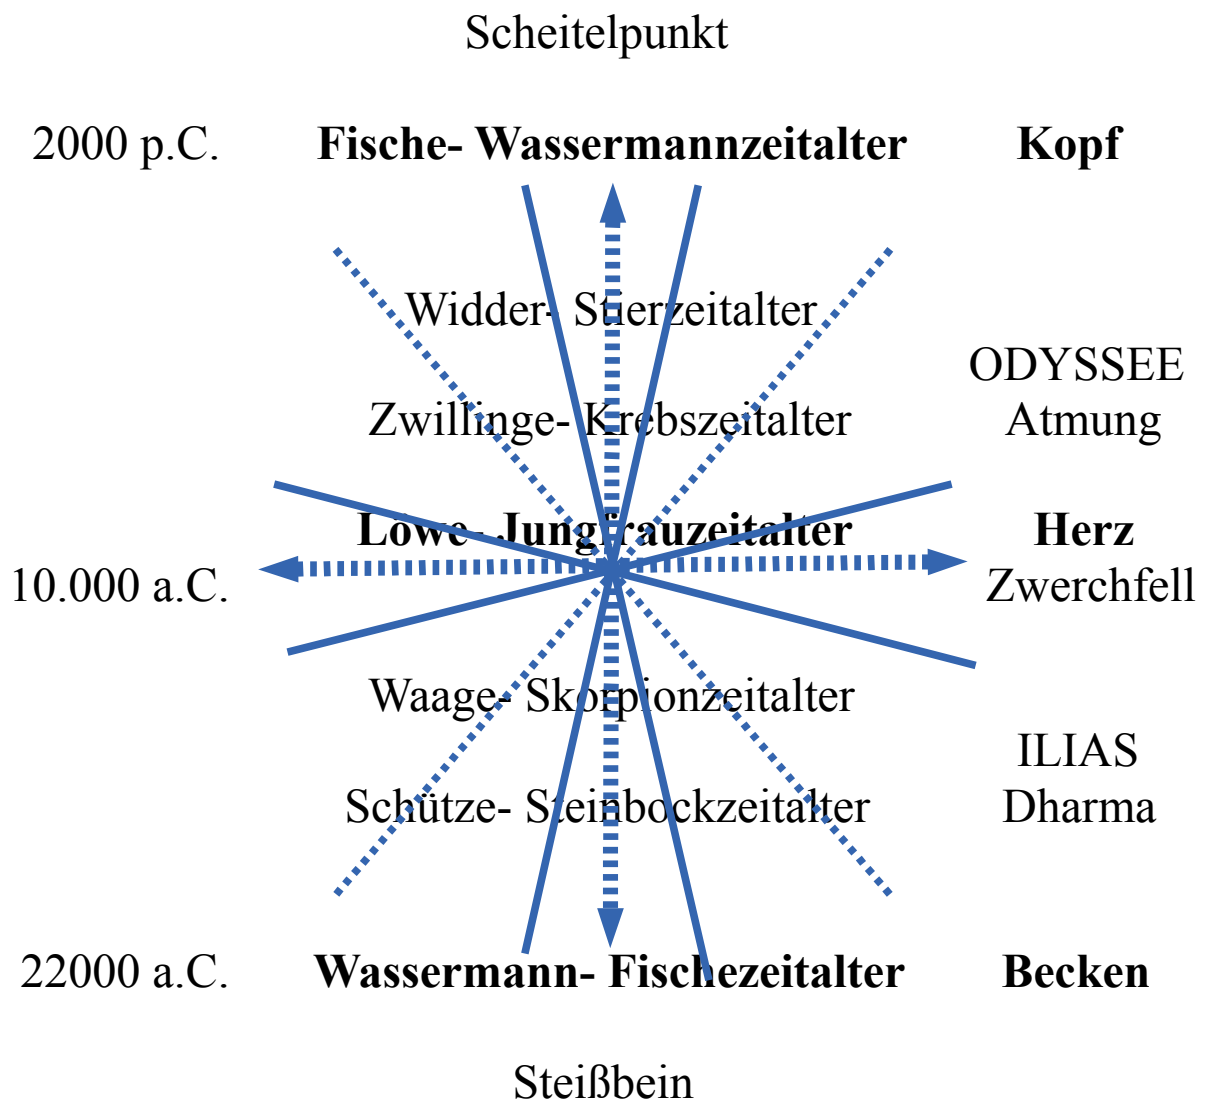 Scheitelpunkt
2000 p.C. Fische- Wassermannzeitalter Kopf
Widder- Stierzeitalter
ODYSSEE
Zwillinge- Krebszeitalter Atmung
Löwe- Jungfrauzeitalter Herz
10.000 a.C. Zwerchfell
Waage- Skorpionzeitalter
ILIAS
Schütze- Steinbockzeitalter Dharma
22000 a.C. Wassermann- Fischezeitalter Becken
Steißbein